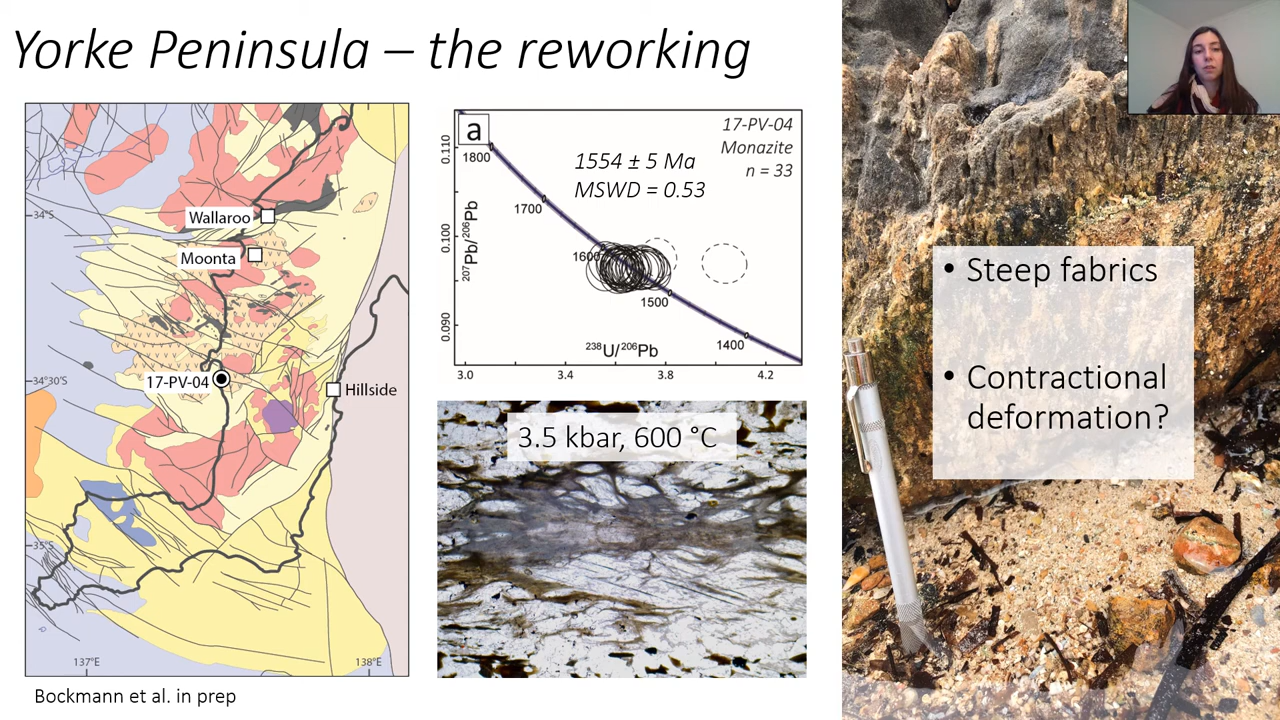 Yorke Peninsula – the reworking
34°S
Wallaroo
Moonta
34°30'S
17-PV-04
Hillside
35°S
137°E
138°E
Bockmann et al. in prep
a
17-PV-04
Monazite
n = 33
1554 ± 5 Ma
MSWD = 0.53
1800
1700
1600
1500
1400
0.110
0.100
0.090
207Pb/206Pb
238U/206Pb
3.0
3.4
3.8
4.2
3.5 kbar, 600 °C
• Steep fabrics
• Contractional
deformation?